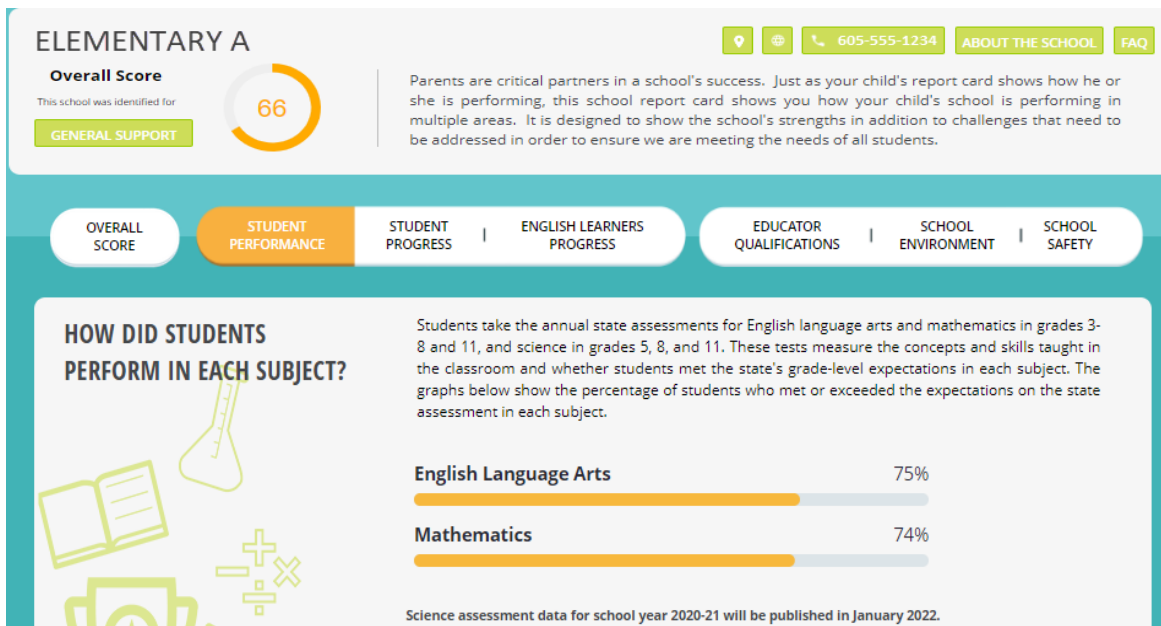 ELEMENTARY A
605-555-1234
ABOUT THE SCHOOL
FAQ
Overall Score
This school was identified for
GENERAL SUPPORT
66
Parents are critical partners in a school's success. Just as your child's report card shows how he or
she is performing, this school report card shows you how your child's school is performing in
multiple areas. It is designed to show the school's strengths in addition to challenges that need to
be addressed in order to ensure we are meeting the needs of all students.
OVERALL
SCORE
STUDENT
PERFORMANCE
STUDENT
PROGRESS
ENGLISH LEARNERS
PROGRESS
EDUCATOR
QUALIFICATIONS
SCHOOL
ENVIRONMENT
SCHOOL
SAFETY
HOW DID STUDENTS
PERFORM IN EACH SUBJECT?
Students take the annual state assessments for English language arts and mathematics in grades 3-
8 and 11, and science in grades 5, 8, and 11. These tests measure the concepts and skills taught in
the classroom and whether students met the state's grade-level expectations in each subject. The
graphs below show the percentage of students who met or exceeded the expectations on the state
assessment in each subject.
English Language Arts 75%
Mathematics 74%
Science assessment data for school year 2020-21 will be published in January 2022.